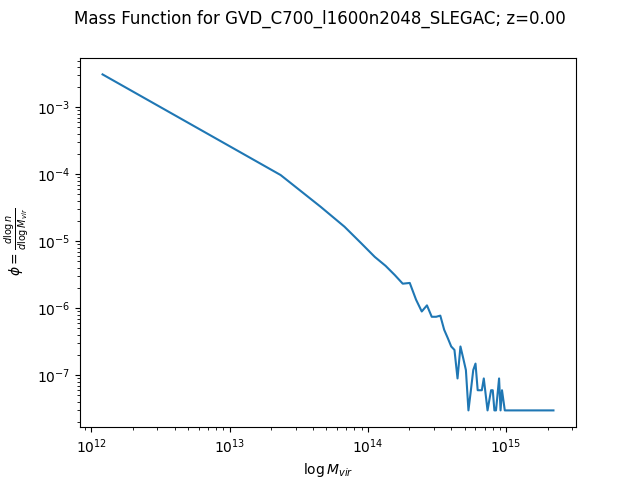 Mass Function for GVD_C700_l1600n2048_SLEGAC; z=0.00
10⁻³
10⁻⁴
10⁻⁵
10⁻⁶
10⁻⁷
ϕ = d log n / d log M_vir
10¹² 10¹³ 10¹⁴ 10¹⁵
log M_vir